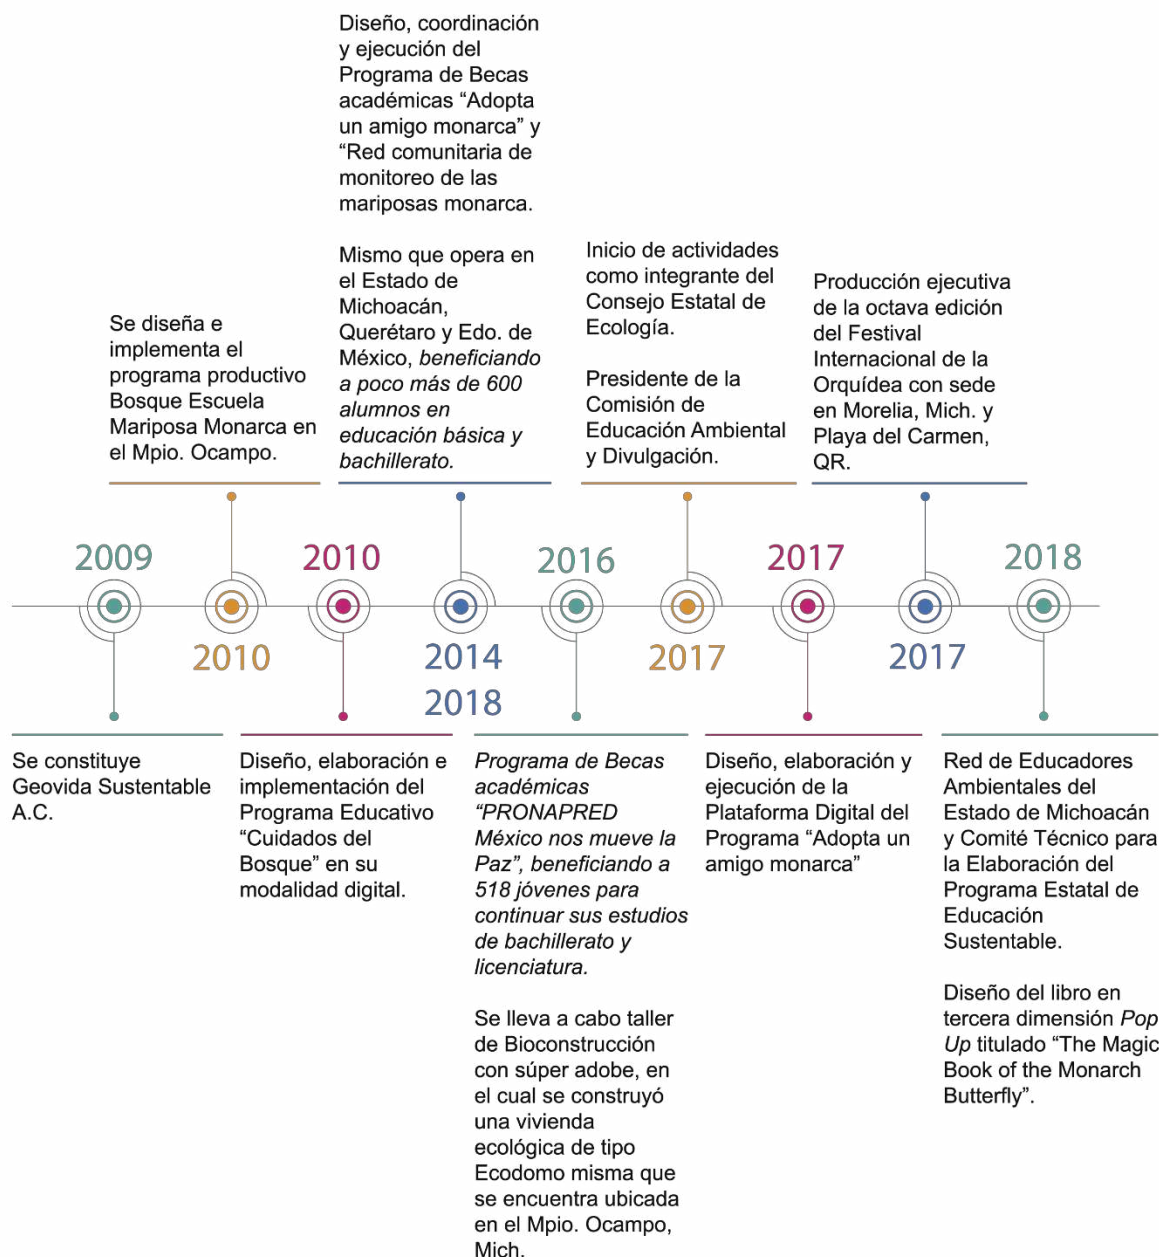 Diseño, coordinación
y ejecución del
Programa de Becas
académicas “Adopta
un amigo monarca” y
“Red comunitaria de
monitoreo de las
mariposas monarca.
Mismo que opera en
el Estado de
Michoacán,
Querétaro y Edo. de
México, beneficiando
a poco más de 600
alumnos en
educación básica y
bachillerato.
Inicio de actividades
como integrante del
Consejo Estatal de
Ecología.
Presidente de la
Comisión de
Educación Ambiental
y Divulgación.
Producción ejecutiva
de la octava edición
del Festival
Internacional de la
Orquídea con sede
en Morelia, Mich. y
Playa del Carmen,
QR.
Se diseña e
implementa el
programa productivo
Bosque Escuela
Mariposa Monarca en
el Mpio. Ocampo.
2009
2010
2016
2017
2018
2010
2014
2018
2017
2017
Se constituye
Geovida Sustentable
A.C.
Diseño, elaboración e
implementación del
Programa Educativo
“Cuidados del
Bosque” en su
modalidad digital.
Programa de Becas
académicas
“PRONAPRED
México nos mueve la
Paz”, beneficiando a
518 jóvenes para
continuar sus estudios
de bachillerato y
licenciatura.
Se lleva a cabo taller
de Bioconstrucción
con súper adobe, en
el cual se construyó
una vivienda
ecológica de tipo
Ecodomo misma que
se encuentra ubicada
en el Mpio. Ocampo,
Mich.
Diseño, elaboración y
ejecución de la
Plataforma Digital del
Programa “Adopta un
amigo monarca”
Red de Educadores
Ambientales del
Estado de Michoacán
y Comité Técnico para
la Elaboración del
Programa Estatal de
Educación
Sustentable.
Diseño del libro en
tercera dimensión Pop
Up titulado “The Magic
Book of the Monarch
Butterfly”.